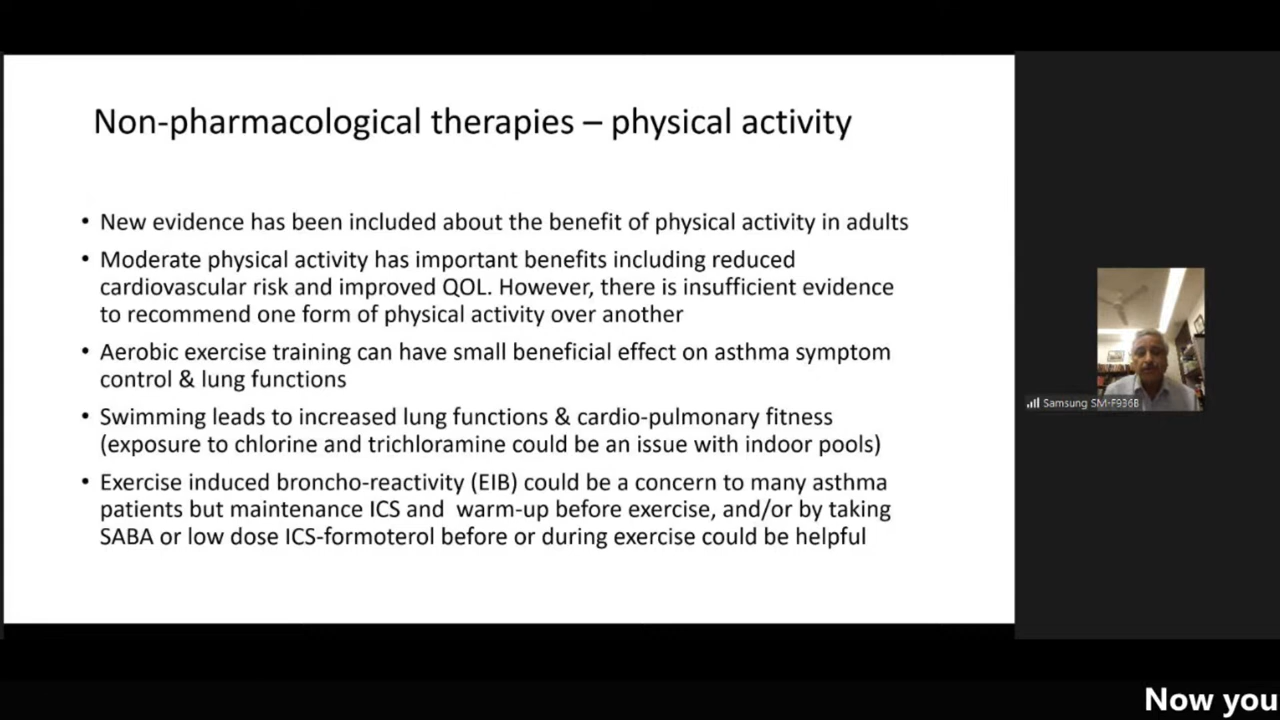 Non-pharmacological therapies – physical activity
• New evidence has been included about the benefit of physical activity in adults
• Moderate physical activity has important benefits including reduced
cardiovascular risk and improved QOL. However, there is insufficient evidence
to recommend one form of physical activity over another
• Aerobic exercise training can have small beneficial effect on asthma symptom
control & lung functions
• Swimming leads to increased lung functions & cardio-pulmonary fitness
(exposure to chlorine and trichloramine could be an issue with indoor pools)
• Exercise induced broncho-reactivity (EIB) could be a concern to many asthma
patients but maintenance ICS and  warm-up before exercise, and/or by taking
SABA or low dose ICS-formoterol before or during exercise could be helpful
Samsung SM-F936B
Now you